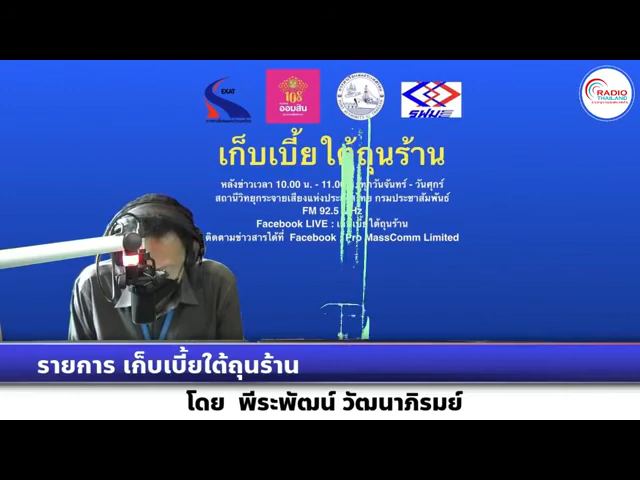 EXAT
108
ออมสิน
รฟม
RADIO
THAILAND
เก็บเบี้ยใต้ถุนร้าน
หลังข่าวเวลา 10.00 น. - 11.00 ทุกวันจันทร์ - วันศุกร์
สถานีวิทยุกระจายเสียงแห่งประเทศไทย กรมประชาสัมพันธ์
FM 92.5 MHz
Facebook LIVE : เก็บเบี้ยใต้ถุนร้าน
ติดตามข่าวสารได้ที่ Facebook : Pro MassComm Limited
รายการ เก็บเบี้ยใต้ถุนร้าน
โดย พีระพัฒน์ วัฒนาภิรมย์